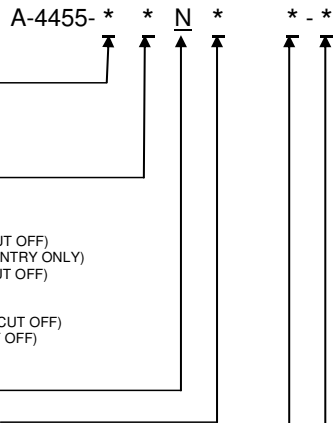 A-4455- * * N * * - *
UT OFF)
NTRY ONLY)
UT OFF)
CUT OFF)
OFF)